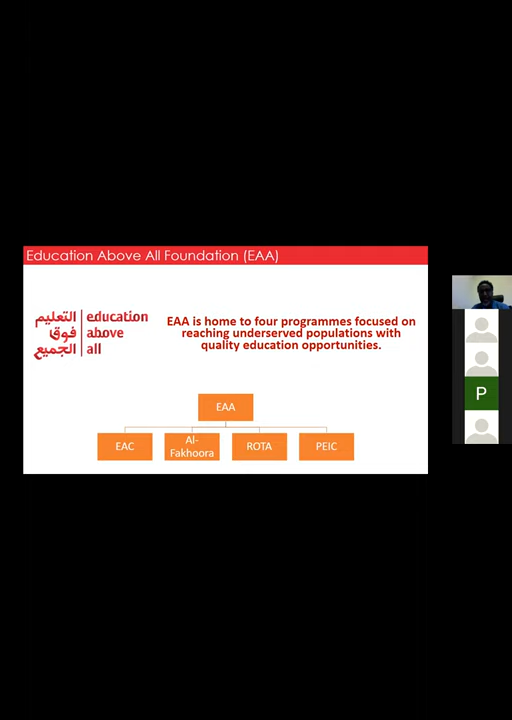 Education Above All Foundation (EAA)
التعليم
فوق
الجميع
education
above
all
EAA is home to four programmes focused on
reaching underserved populations with
quality education opportunities.
EAA
EAC
Al-
Fakhoora
ROTA
PEIC
P